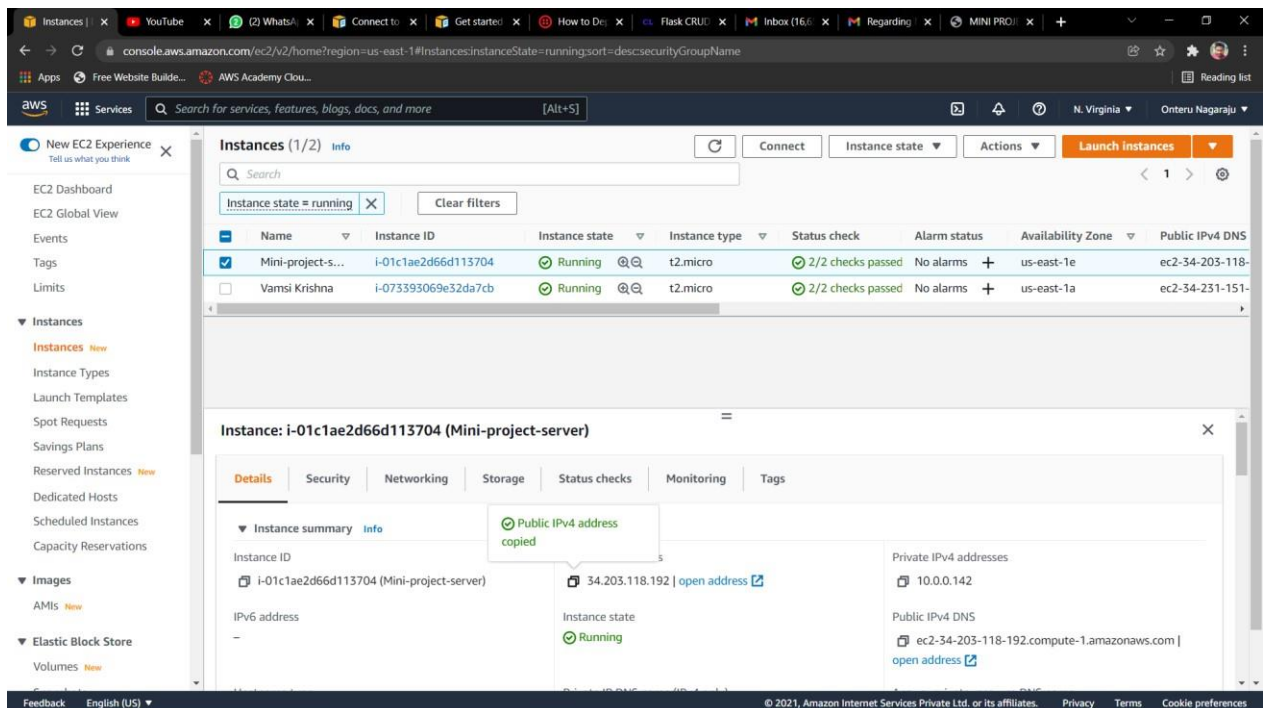 Instances |
YouTube
(2) WhatsA
Connect to
Get started
How to De
Flask CRUD
M Inbox (16,6
M Regarding
MINI PROJ
console.aws.amazon.com/ec2/v2/home?region=us-east-1#Instances:instanceState=running;sort=desc:securityGroupName
Apps Free Website Builde... AWS Academy Clou... Reading list
aws Services Search for services, features, blogs, docs, and more [Alt+S] N. Virginia ▼ Onteru Nagaraju ▼
New EC2 Experience
Tell us what you think
EC2 Dashboard
EC2 Global View
Events
Tags
Limits
▼ Instances
Instances New
Instance Types
Launch Templates
Spot Requests
Savings Plans
Reserved Instances New
Dedicated Hosts
Scheduled Instances
Capacity Reservations
▼ Images
AMIs New
▼ Elastic Block Store
Volumes New
Instances (1/2) Info Connect Instance state ▼ Actions ▼ Launch instances ▼
Search < 1 >
Instance state = running X Clear filters
Name Instance ID Instance state Instance type Status check Alarm status Availability Zone Public IPv4 DNS
Mini-project-s... i-01c1ae2d66d113704 Running t2.micro 2/2 checks passed No alarms + us-east-1e ec2-34-203-118-
Vamsi Krishna i-073393069e32da7cb Running t2.micro 2/2 checks passed No alarms + us-east-1a ec2-34-231-151-
Instance: i-01c1ae2d66d113704 (Mini-project-server)
Details Security Networking Storage Status checks Monitoring Tags
▼ Instance summary Info
Public IPv4 address
copied
Instance ID Private IPv4 addresses
i-01c1ae2d66d113704 (Mini-project-server) 34.203.118.192 | open address 10.0.0.142
IPv6 address Instance state Public IPv4 DNS
– Running ec2-34-203-118-192.compute-1.amazonaws.com |
open address
Feedback English (US) ▼ © 2021, Amazon Internet Services Private Ltd. or its affiliates. Privacy Terms Cookie preferences